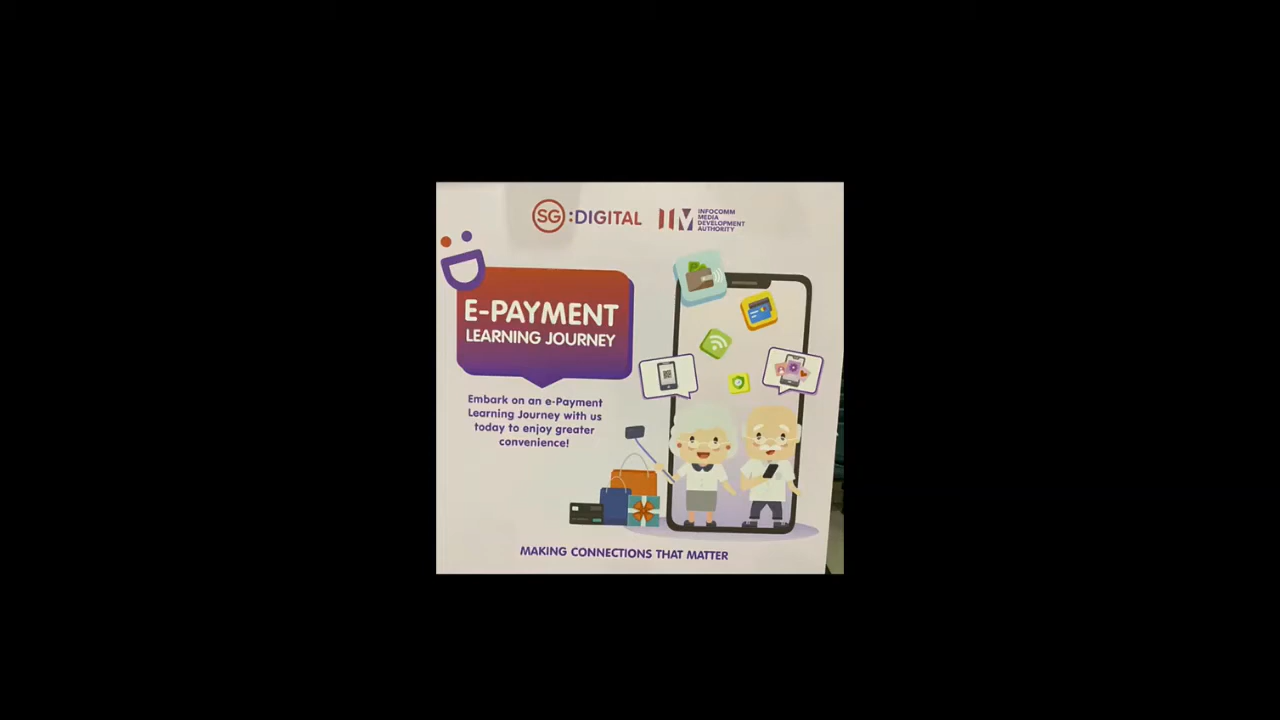 SG:DIGITAL
INFOCOMM
MEDIA
DEVELOPMENT
AUTHORITY
E-PAYMENT
LEARNING JOURNEY
Embark on an e-Payment
Learning Journey with us
today to enjoy greater
convenience!
MAKING CONNECTIONS THAT MATTER